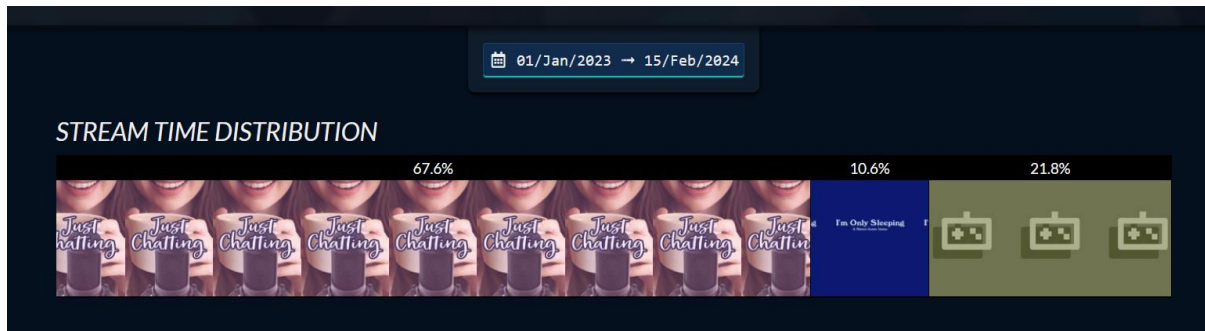 01/Jan/2023 → 15/Feb/2024
STREAM TIME DISTRIBUTION
67.6% 10.6% 21.8%
Just Chatting Just Chatting Just Chatting Just Chatting Just Chatting Just Chatting Just Chatting Just Chatting Just Chattin
I'm Only Sleeping